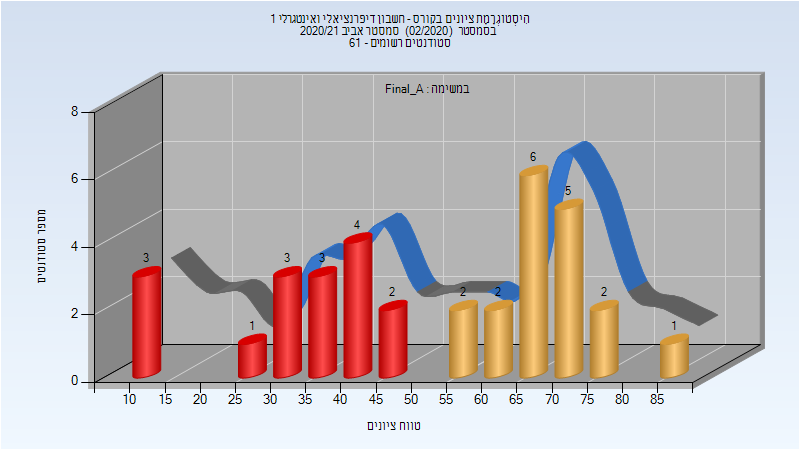 היסטוגרמת ציונים בקורס - חשבון דיפרנציאלי ואינטגרלי 1
בסמסטר (02/2020) סמסטר אביב 2020/21
סטודנטים רשומים - 61
במשימה : Final_A
מספר סטודנטים
8
6
4
2
0
3
1
3
3
4
2
2
2
6
5
2
1
10 15 20 25 30 35 40 45 50 55 60 65 70 75 80 85
טווח ציונים